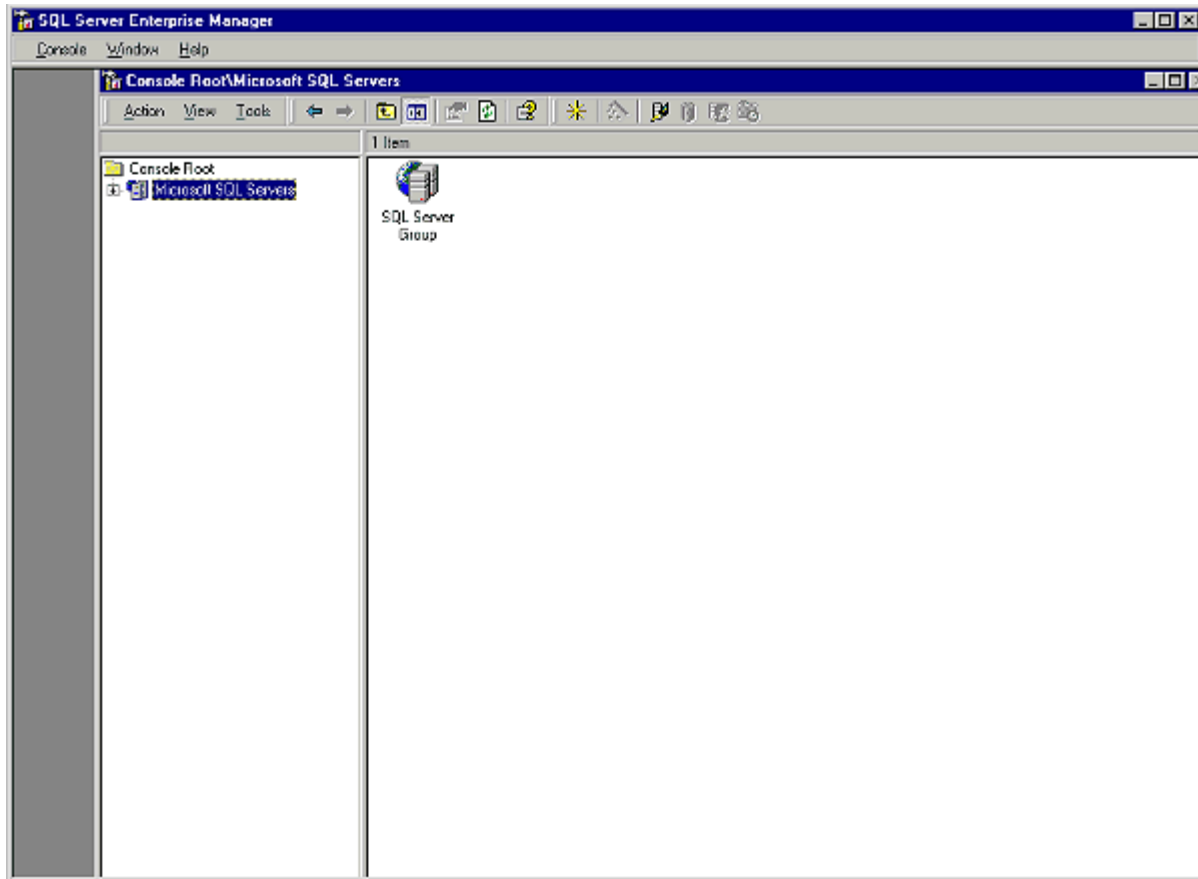 SQL Server Enterprise Manager
Console Window Help
Console Root\Microsoft SQL Servers
Action View Tools
1 Item
Console Root
Microsoft SQL Servers
SQL Server
Group